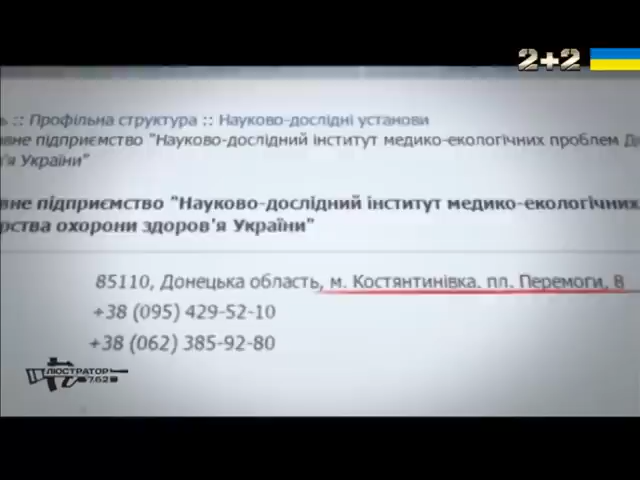 2+2
:: Профільна структура :: Науково-дослідні установи
вне підприємство "Науково-дослідний інститут медико-екологічних проблем Д
в'я України"
вне підприємство "Науково-дослідний інститут медико-екологічних
рства охорони здоров'я України"
85110, Донецька область, м. Костянтинівка, пл. Перемоги, 8
+38 (095) 429-52-10
+38 (062) 385-92-80
ЛЮСТРАТОР
7.62